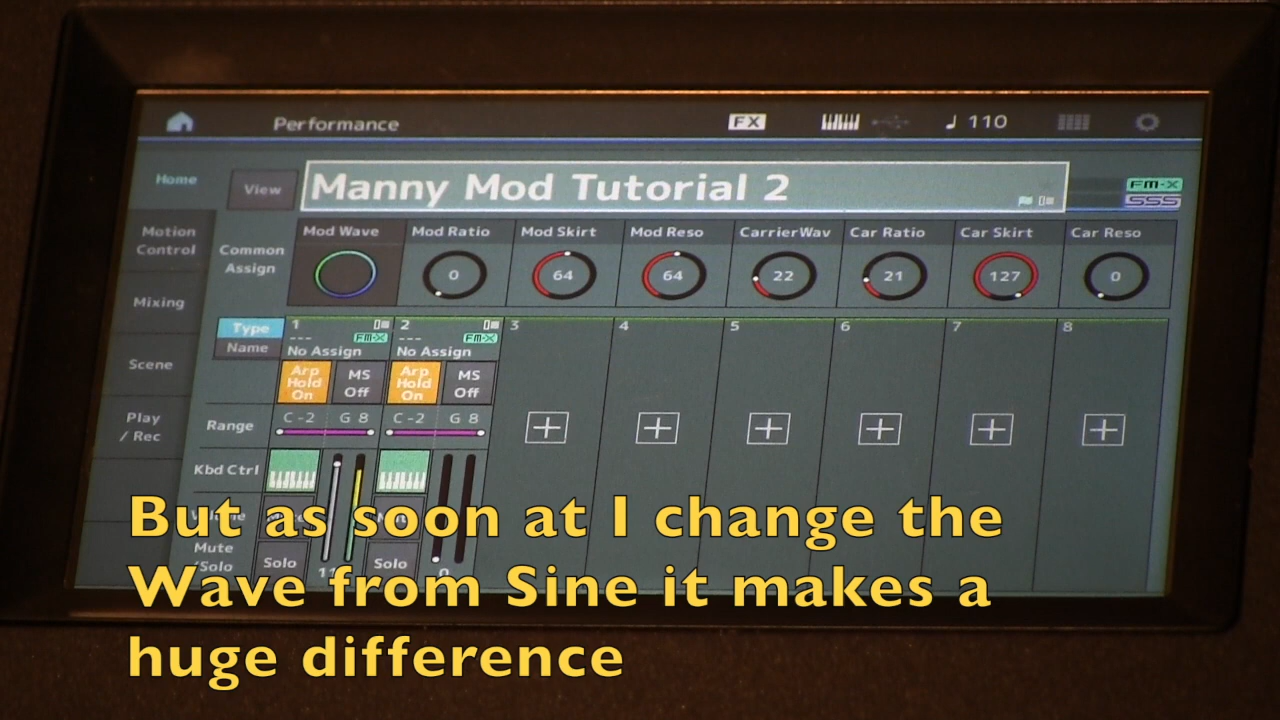 Performance FX ♩ 110
Home View Manny Mod Tutorial 2 FM-X
SSS
Motion Control
Common Assign
Mod Wave Mod Ratio Mod Skirt Mod Reso CarrierWav Car Ratio Car Skirt Car Reso
0 64 64 22 21 127 0
Mixing
Type 1 2 3 4 5 6 7 8
--- FM-X --- FM-X
Name No Assign No Assign
Scene
Arp Hold On MS Off Arp Hold On MS Off
Play / Rec
Range C -2 G 8 C -2 G 8
Kbd Ctrl
Mute /Solo Solo Solo 0
But as soon at I change the
Wave from Sine it makes a
huge difference